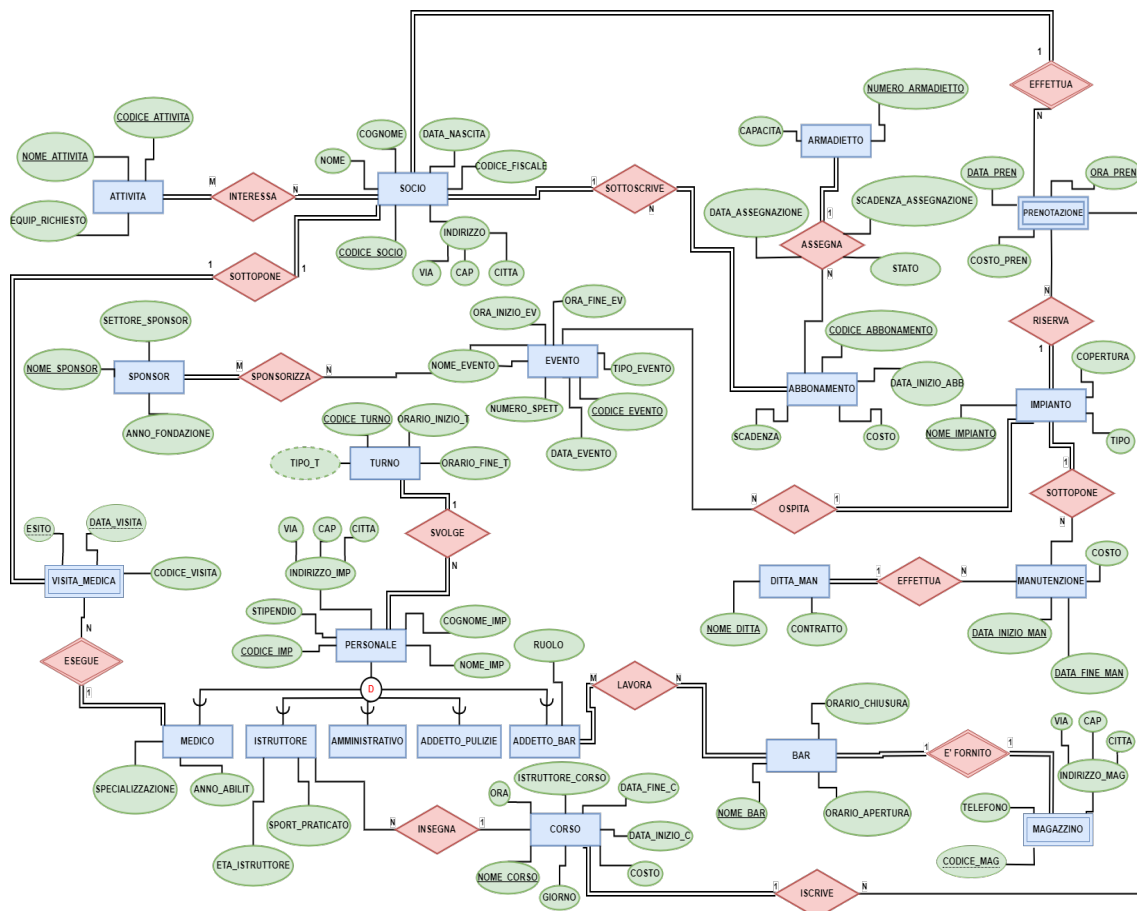 1
EFFETTUA
N
NUMERO_ARMADIETTO
CODICE_ATTIVITA
COGNOME
DATA_NASCITA
CAPACITA
ARMADIETTO
NOME_ATTIVITA
NOME
CODICE_FISCALE
DATA_PREN
ORA_PREN
ATTIVITA
M
INTERESSA
N
SOCIO
1
SOTTOSCRIVE
N
DATA_ASSEGNAZIONE
SCADENZA_ASSEGNAZIONE
PRENOTAZIONE
EQUIP_RICHIESTO
INDIRIZZO
1
ASSEGNA
N
CODICE_SOCIO
VIA
CAP
CITTA
STATO
COSTO_PREN
1
SOTTOPONE
1
ORA_INIZIO_EV
ORA_FINE_EV
N
RISERVA
1
SETTORE_SPONSOR
CODICE_ABBONAMENTO
COPERTURA
NOME_SPONSOR
SPONSOR
M
SPONSORIZZA
N
NOME_EVENTO
EVENTO
TIPO_EVENTO
ABBONAMENTO
DATA_INIZIO_ABB
IMPIANTO
NUMERO_SPETT
CODICE_EVENTO
ANNO_FONDAZIONE
CODICE_TURNO
ORARIO_INIZIO_T
SCADENZA
COSTO
NOME_IMPIANTO
TIPO
DATA_EVENTO
TIPO_T
TURNO
ORARIO_FINE_T
1
SOTTOPONE
N
N
OSPITA
1
ESITO
DATA_VISITA
VIA
CAP
CITTA
1
SVOLGE
N
VISITA_MEDICA
CODICE_VISITA
INDIRIZZO_IMP
DITTA_MAN
1
EFFETTUA
N
MANUTENZIONE
COSTO
STIPENDIO
COGNOME_IMP
NOME_DITTA
CONTRATTO
DATA_INIZIO_MAN
N
ESEGUE
1
CODICE_IMP
PERSONALE
NOME_IMP
RUOLO
DATA_FINE_MAN
D
M
LAVORA
N
ORARIO_CHIUSURA
VIA
CAP
CITTA
MEDICO
ISTRUTTORE
AMMINISTRATIVO
ADDETTO_PULIZIE
ADDETTO_BAR
BAR
1
E' FORNITO
1
INDIRIZZO_MAG
SPECIALIZZAZIONE
ANNO_ABILIT
ISTRUTTORE_CORSO
DATA_FINE_C
NOME_BAR
ORARIO_APERTURA
TELEFONO
ORA
SPORT_PRATICATO
N
INSEGNA
1
CORSO
DATA_INIZIO_C
MAGAZZINO
ETA_ISTRUTTORE
NOME_CORSO
GIORNO
COSTO
CODICE_MAG
1
ISCRIVE
N